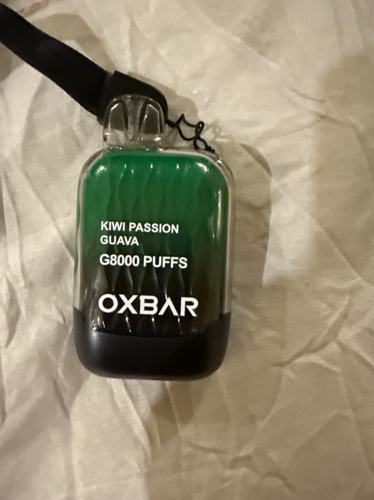 KIWI PASSION
GUAVA
G8000 PUFFS
OXBAR